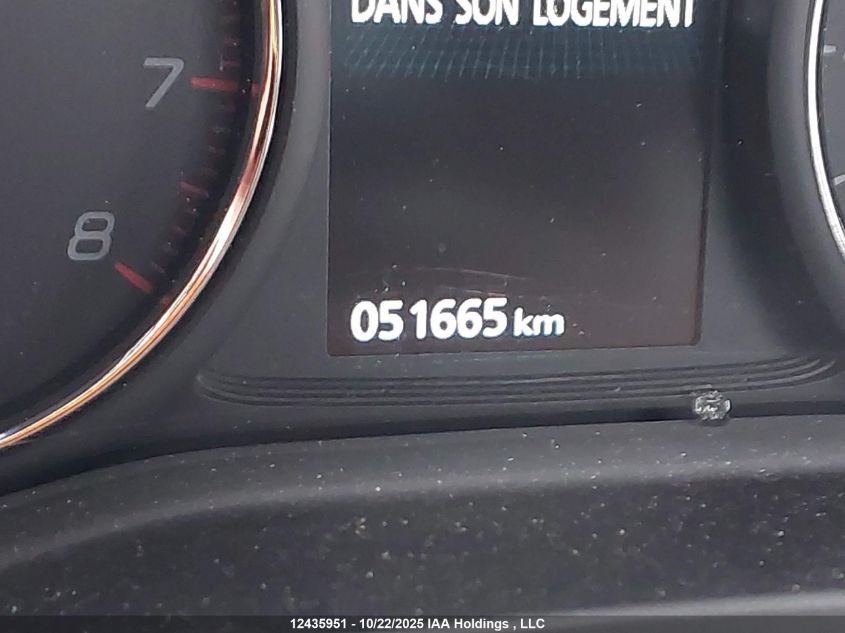 DANS SON LOGEMENT
7
8
051665 km
12435951 - 10/22/2025 IAA Holdings , LLC